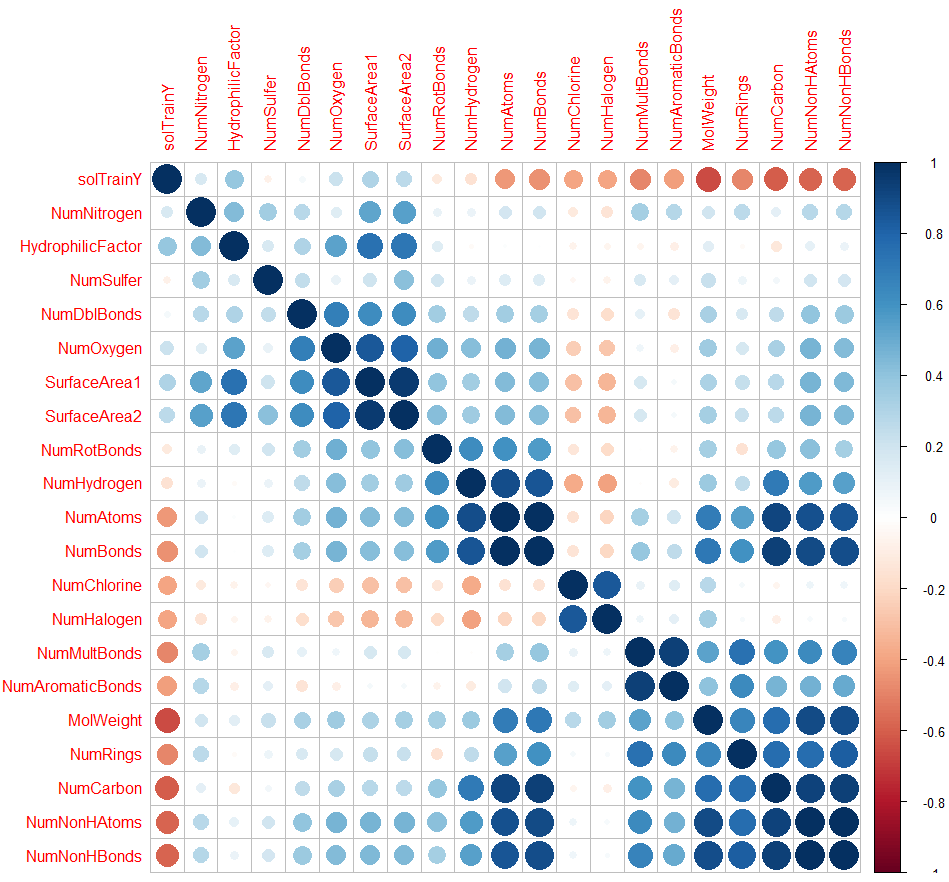 solTrainY
NumNitrogen
HydrophilicFactor
NumSulfer
NumDblBonds
NumOxygen
SurfaceArea1
SurfaceArea2
NumRotBonds
NumHydrogen
NumAtoms
NumBonds
NumChlorine
NumHalogen
NumMultBonds
NumAromaticBonds
MolWeight
NumRings
NumCarbon
NumNonHAtoms
NumNonHBonds
solTrainY
NumNitrogen
HydrophilicFactor
NumSulfer
NumDblBonds
NumOxygen
SurfaceArea1
SurfaceArea2
NumRotBonds
NumHydrogen
NumAtoms
NumBonds
NumChlorine
NumHalogen
NumMultBonds
NumAromaticBonds
MolWeight
NumRings
NumCarbon
NumNonHAtoms
NumNonHBonds
1
0.8
0.6
0.4
0.2
0
-0.2
-0.4
-0.6
-0.8
-1